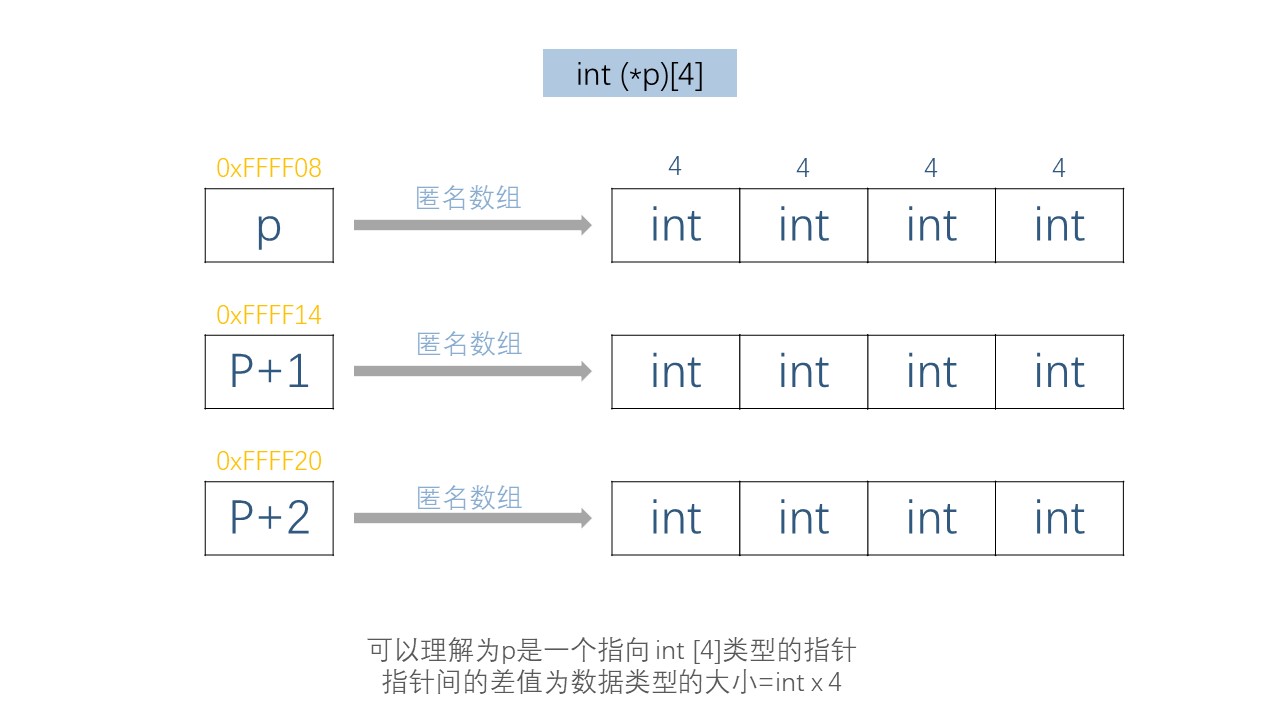 int (*p)[4]
0xFFFF08
4 4 4 4
p 匿名数组 int int int int
0xFFFF14
P+1 匿名数组 int int int int
0xFFFF20
P+2 匿名数组 int int int int
可以理解为p是一个指向 int [4]类型的指针
指针间的差值为数据类型的大小=int x 4